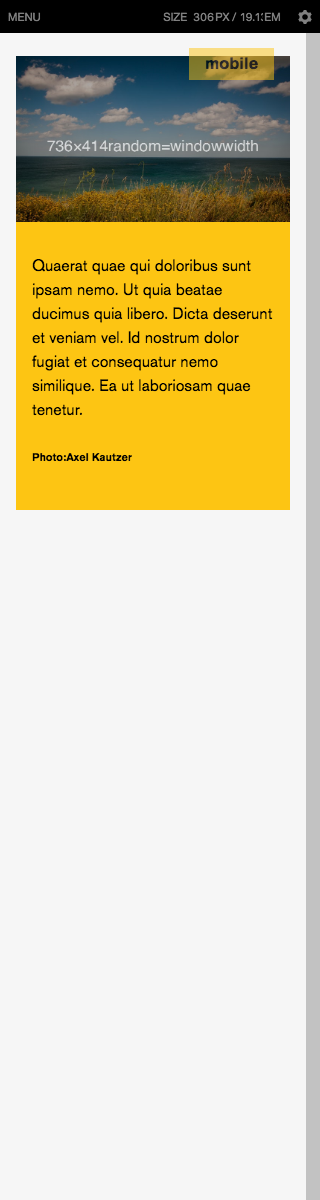 MENU
SIZE 306PX / 19.1EM
mobile
736×414random=windowwidth
Quaerat quae qui doloribus sunt
ipsam nemo. Ut quia beatae
ducimus quia libero. Dicta deserunt
et veniam vel. Id nostrum dolor
fugiat et consequatur nemo
similique. Ea ut laboriosam quae
tenetur.
Photo:Axel Kautzer